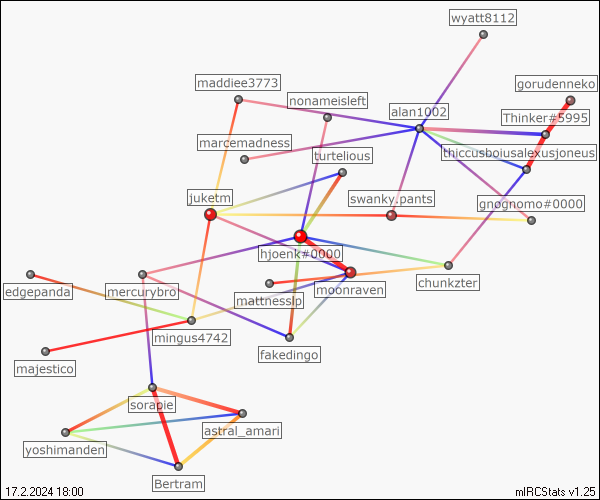 wyatt8112
maddiee3773
gorudenneko
nonameisleft
alan1002
Thinker#5995
marcemadness
turtelious
thiccusboiusalexusjoneus
juketm
swanky.pants
gnognomo#0000
hjoenk#0000
edgepanda
mercurybro
mattnesslp
moonraven
chunkzter
mingus4742
fakedingo
majestico
sorapie
astral_amari
yoshimanden
Bertram
17.2.2024 18:00
mIRCStats v1.25